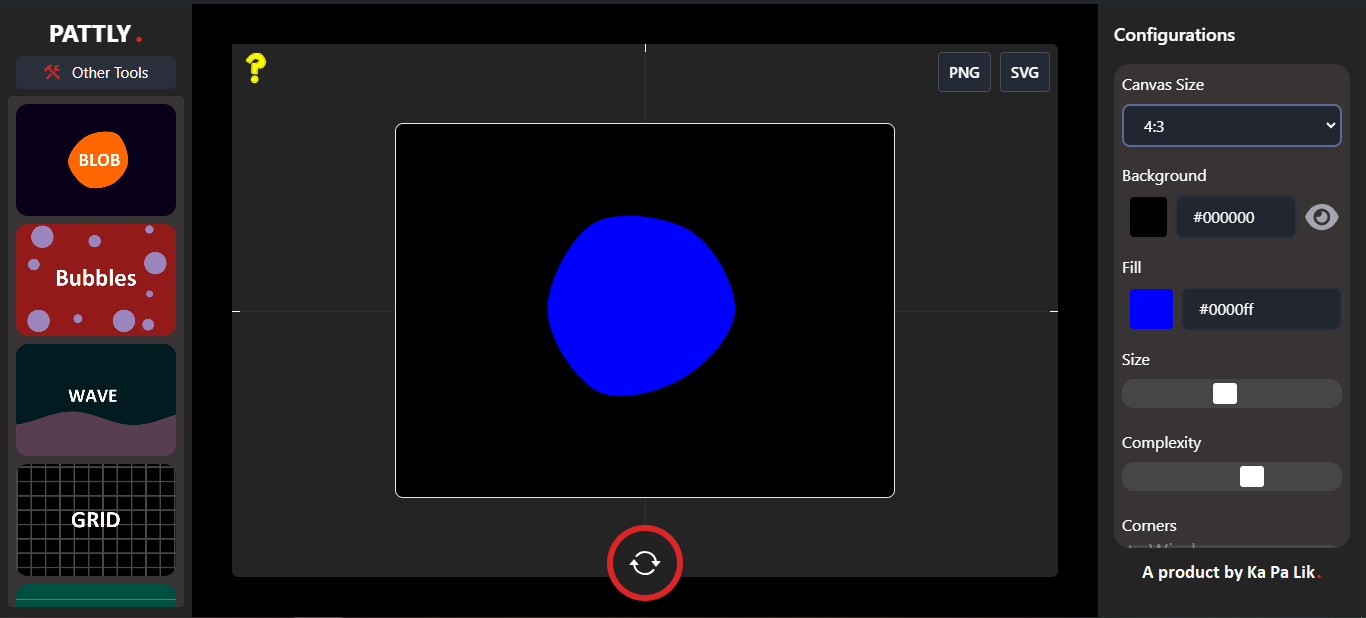 PATTLY.
Other Tools
BLOB
Bubbles
WAVE
GRID
?
PNG
SVG
Configurations
Canvas Size
4:3
Background
#000000
Fill
#0000ff
Size
Complexity
Corners
A product by Ka Pa Lik.